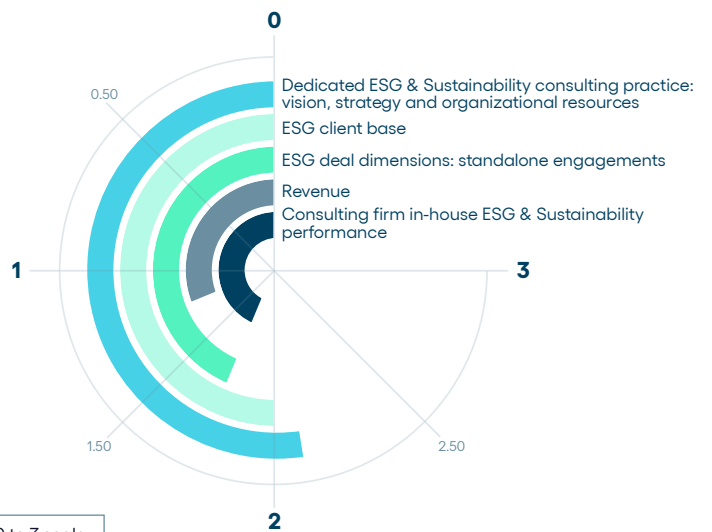 0
0.50
Dedicated ESG & Sustainability consulting practice:
vision, strategy and organizational resources
ESG client base
ESG deal dimensions: standalone engagements
Revenue
Consulting firm in-house ESG & Sustainability
performance
1
3
1.50
2.50
2